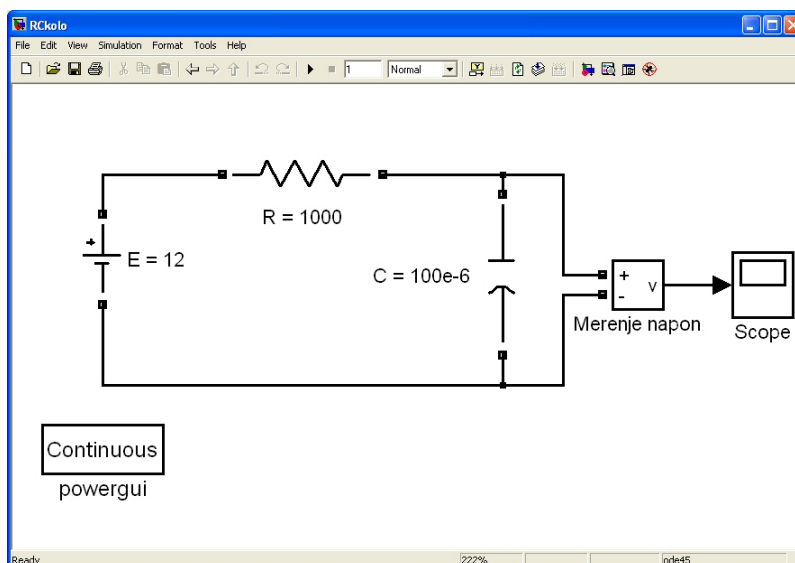 RCkolo
File Edit View Simulation Format Tools Help
1 Normal
R = 1000
+
E = 12
C = 100e-6
+
v
-
Merenje napon
Scope
Continuous
powergui
Ready 222% ode45